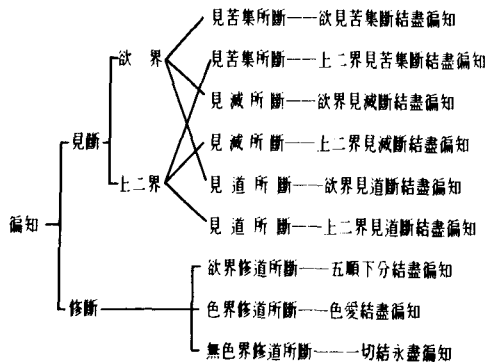 見苦集所斷——欲見苦集斷結盡徧知
欲界
見苦集所斷——上二界見苦集斷結盡徧知
見滅所斷——欲界見滅斷結盡徧知
見斷
見滅所斷——上二界見滅斷結盡徧知
上二界
見道所斷——欲界見道斷結盡徧知
徧知
見道所斷——上二界見道斷結盡徧知
欲界修道所斷——五順下分結盡徧知
修斷
色界修道所斷——色愛結盡徧知
無色界修道所斷——一切結永盡徧知